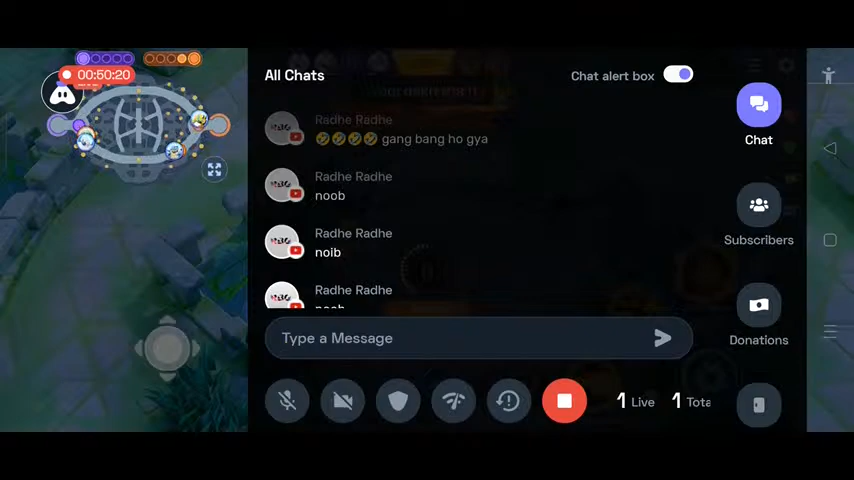 00:50:20
All Chats
Chat alert box
Radhe Radhe
🤣🤣🤣🤣 gang bang ho gya
Chat
Radhe Radhe
noob
Subscribers
Radhe Radhe
noib
Radhe Radhe
noob
Type a Message
Donations
1 Live 1 Tota